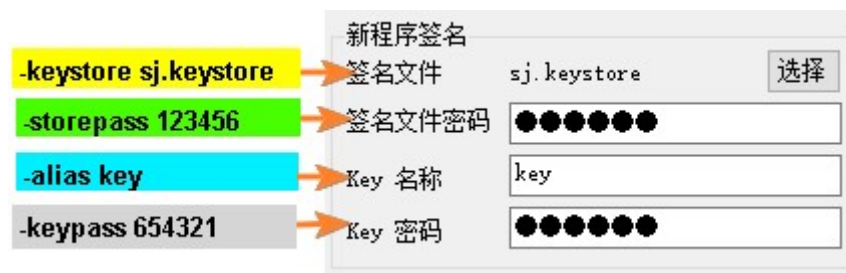 新程序签名
-keystore sj.keystore
签名文件
sj.keystore
选择
-storepass 123456
签名文件密码
●●●●●●
-alias key
Key 名称
key
-keypass 654321
Key 密码
●●●●●●